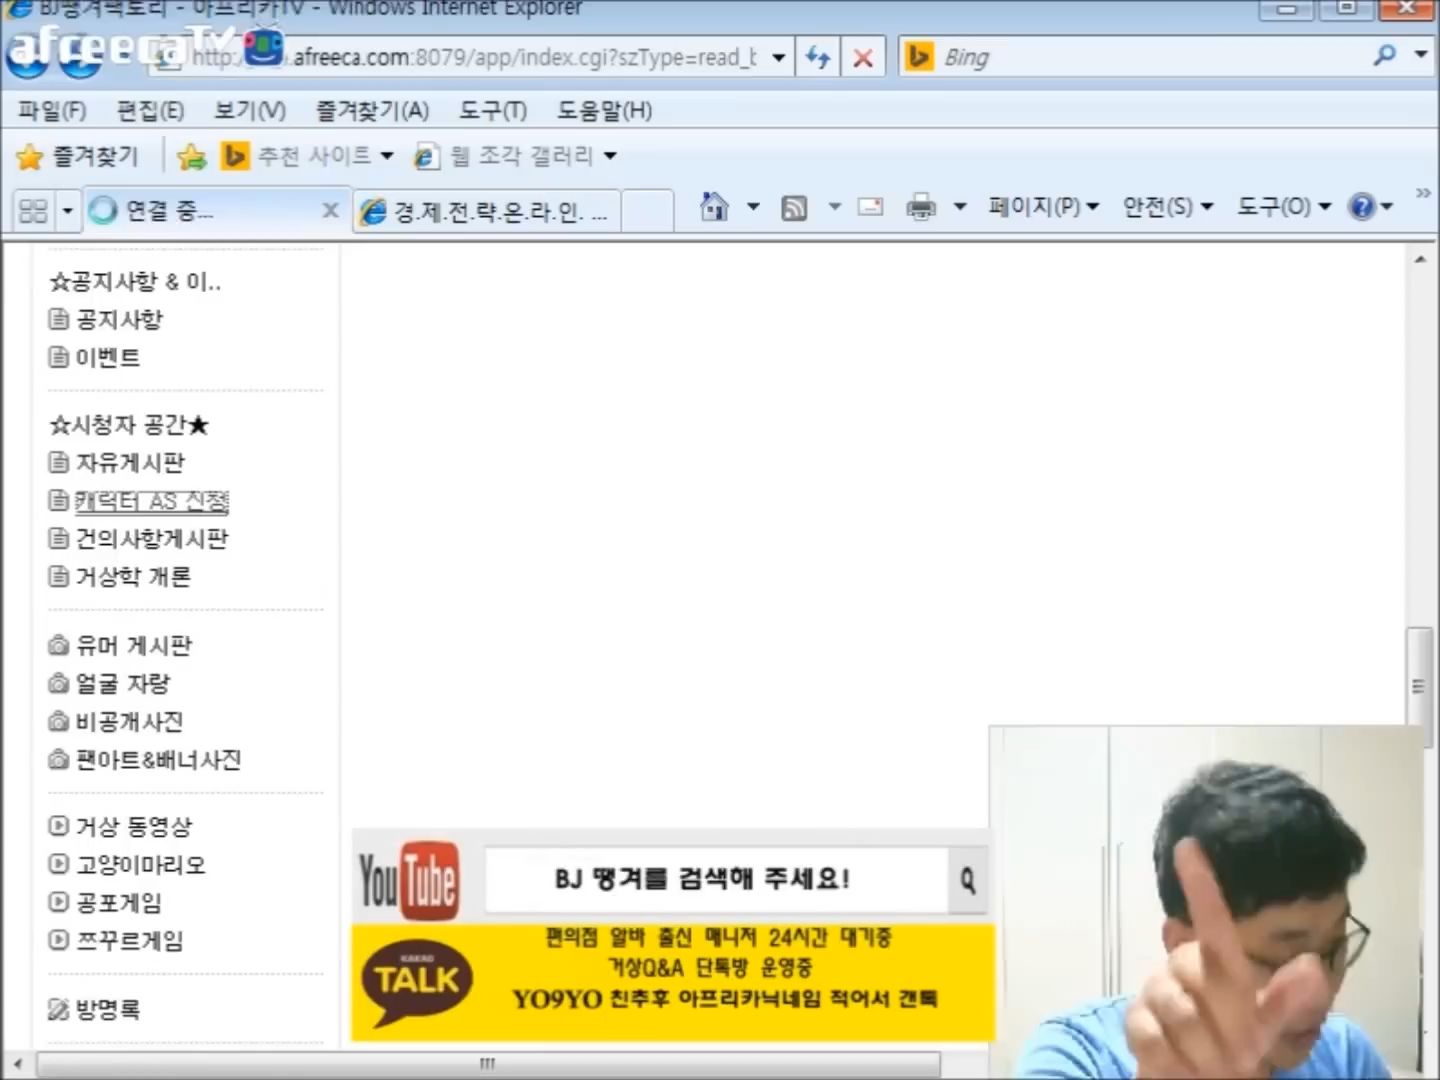 BJ땡겨팩토리 - 아프리카TV - Windows Internet Explorer
afreecaTV
afreeca.com:8079/app/index.cgi?szType=read_b
Bing
파일(F) 편집(E) 보기(V) 즐겨찾기(A) 도구(T) 도움말(H)
즐겨찾기 추천 사이트 웹 조각 갤러리
연결 중...
경.제.전.략.온.라.인. ...
페이지(P) 안전(S) 도구(O)
☆공지사항 & 이..
공지사항
이벤트
☆시청자 공간★
자유게시판
캐릭터 AS 신청
건의사항게시판
거상학 개론
유머 게시판
얼굴 자랑
비공개사진
팬아트&배너사진
거상 동영상
고양이마리오
공포게임
쯔꾸르게임
방명록
YouTube
BJ 땡겨를 검색해 주세요!
KAKAO
TALK
편의점 알바 출신 매니저 24시간 대기중
거상Q&A 단톡방 운영중
YO9YO 친추후 아프리카닉네임 적어서 갠톡